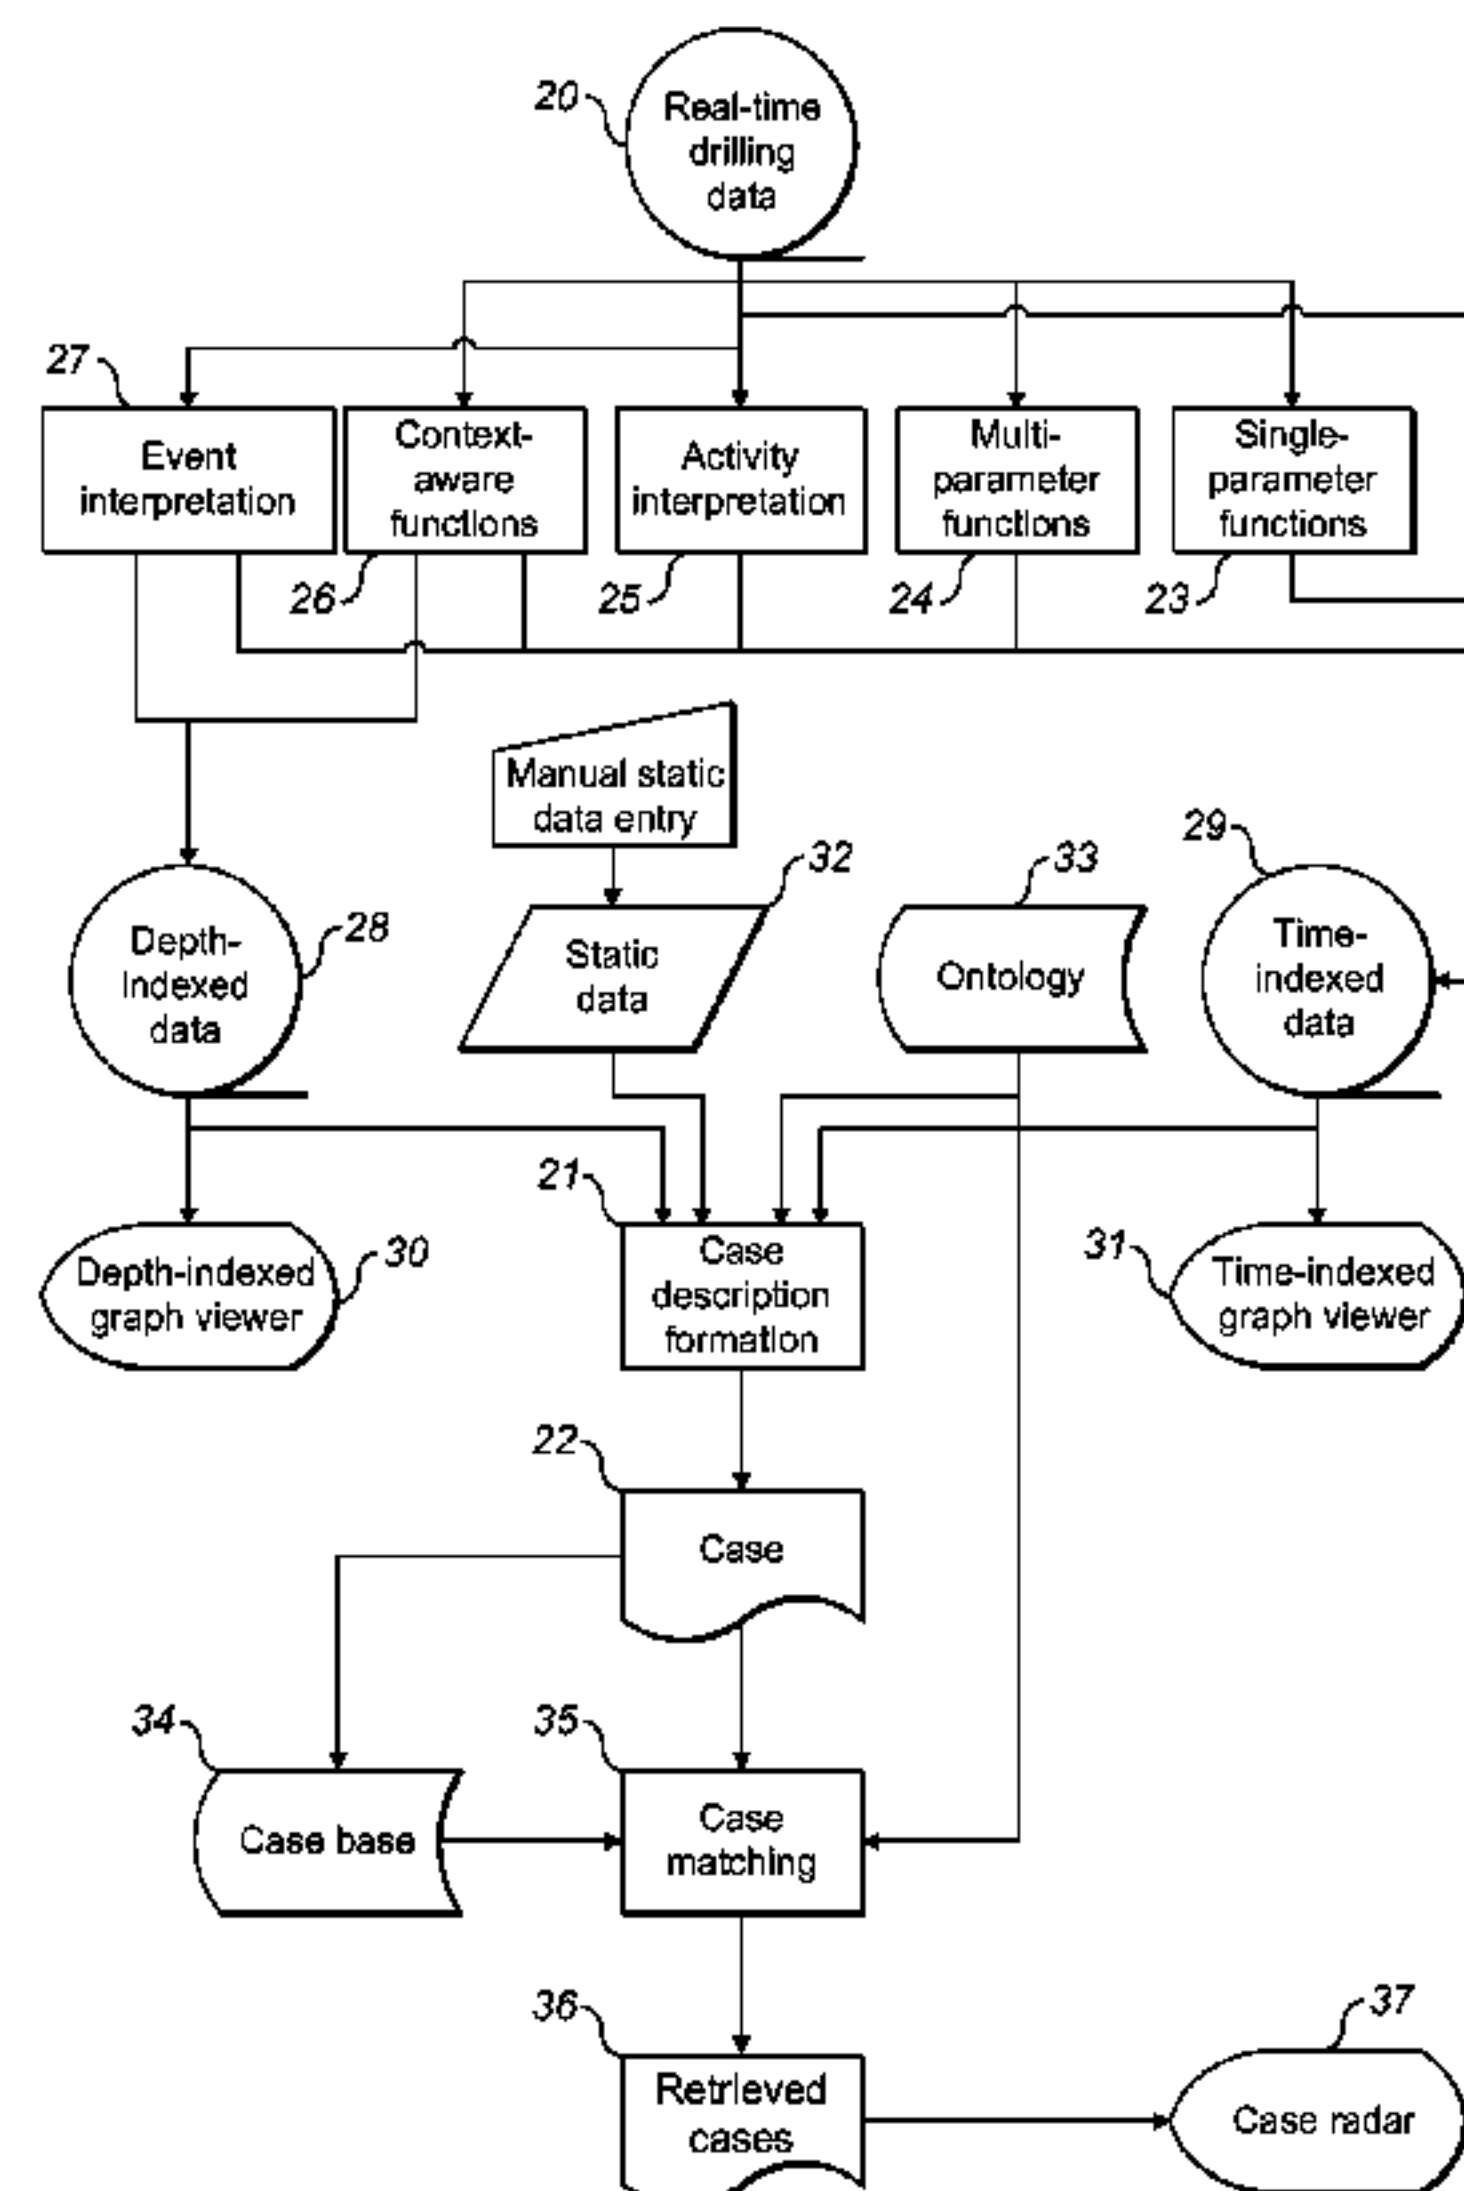 20
Real-time
drilling
data
27
Event
interpretation
Context-
aware
functions
Activity
interpretation
Multi-
parameter
functions
Single-
parameter
functions
26
25
24
23
Manual static
data entry
32
33
29
Depth-
indexed
data
28
Static
data
Ontology
Time-
indexed
data
21
Depth-indexed
graph viewer
30
Case
description
formation
31
Time-indexed
graph viewer
22
Case
34
Case base
35
Case
matching
36
Retrieved
cases
37
Case radar